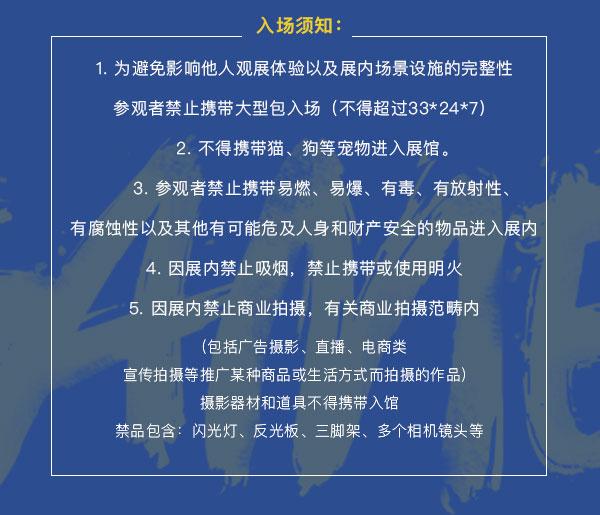 入场须知：
1. 为避免影响他人观展体验以及展内场景设施的完整性
参观者禁止携带大型包入场（不得超过33*24*7）
2. 不得携带猫、狗等宠物进入展馆。
3. 参观者禁止携带易燃、易爆、有毒、有放射性、
有腐蚀性以及其他有可能危及人身和财产安全的物品进入展内
4. 因展内禁止吸烟，禁止携带或使用明火
5. 因展内禁止商业拍摄，有关商业拍摄范畴内
（包括广告摄影、直播、电商类
宣传拍摄等推广某种商品或生活方式而拍摄的作品）
摄影器材和道具不得携带入馆
禁品包含：闪光灯、反光板、三脚架、多个相机镜头等